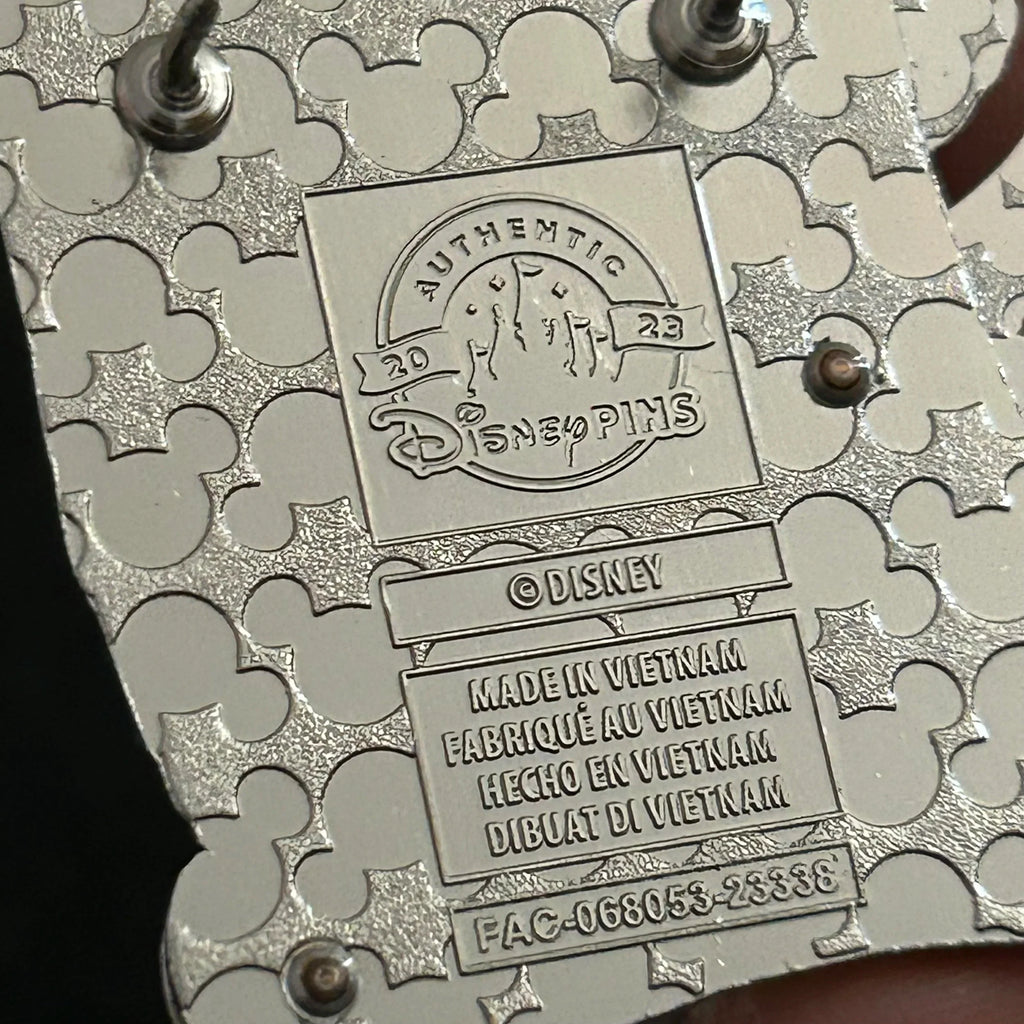 AUTHENTIC
20 23
Disney PINS
©DISNEY
MADE IN VIETNAM
FABRIQUÉ AU VIETNAM
HECHO EN VIETNAM
DIBUAT DI VIETNAM
FAC-068053-23338